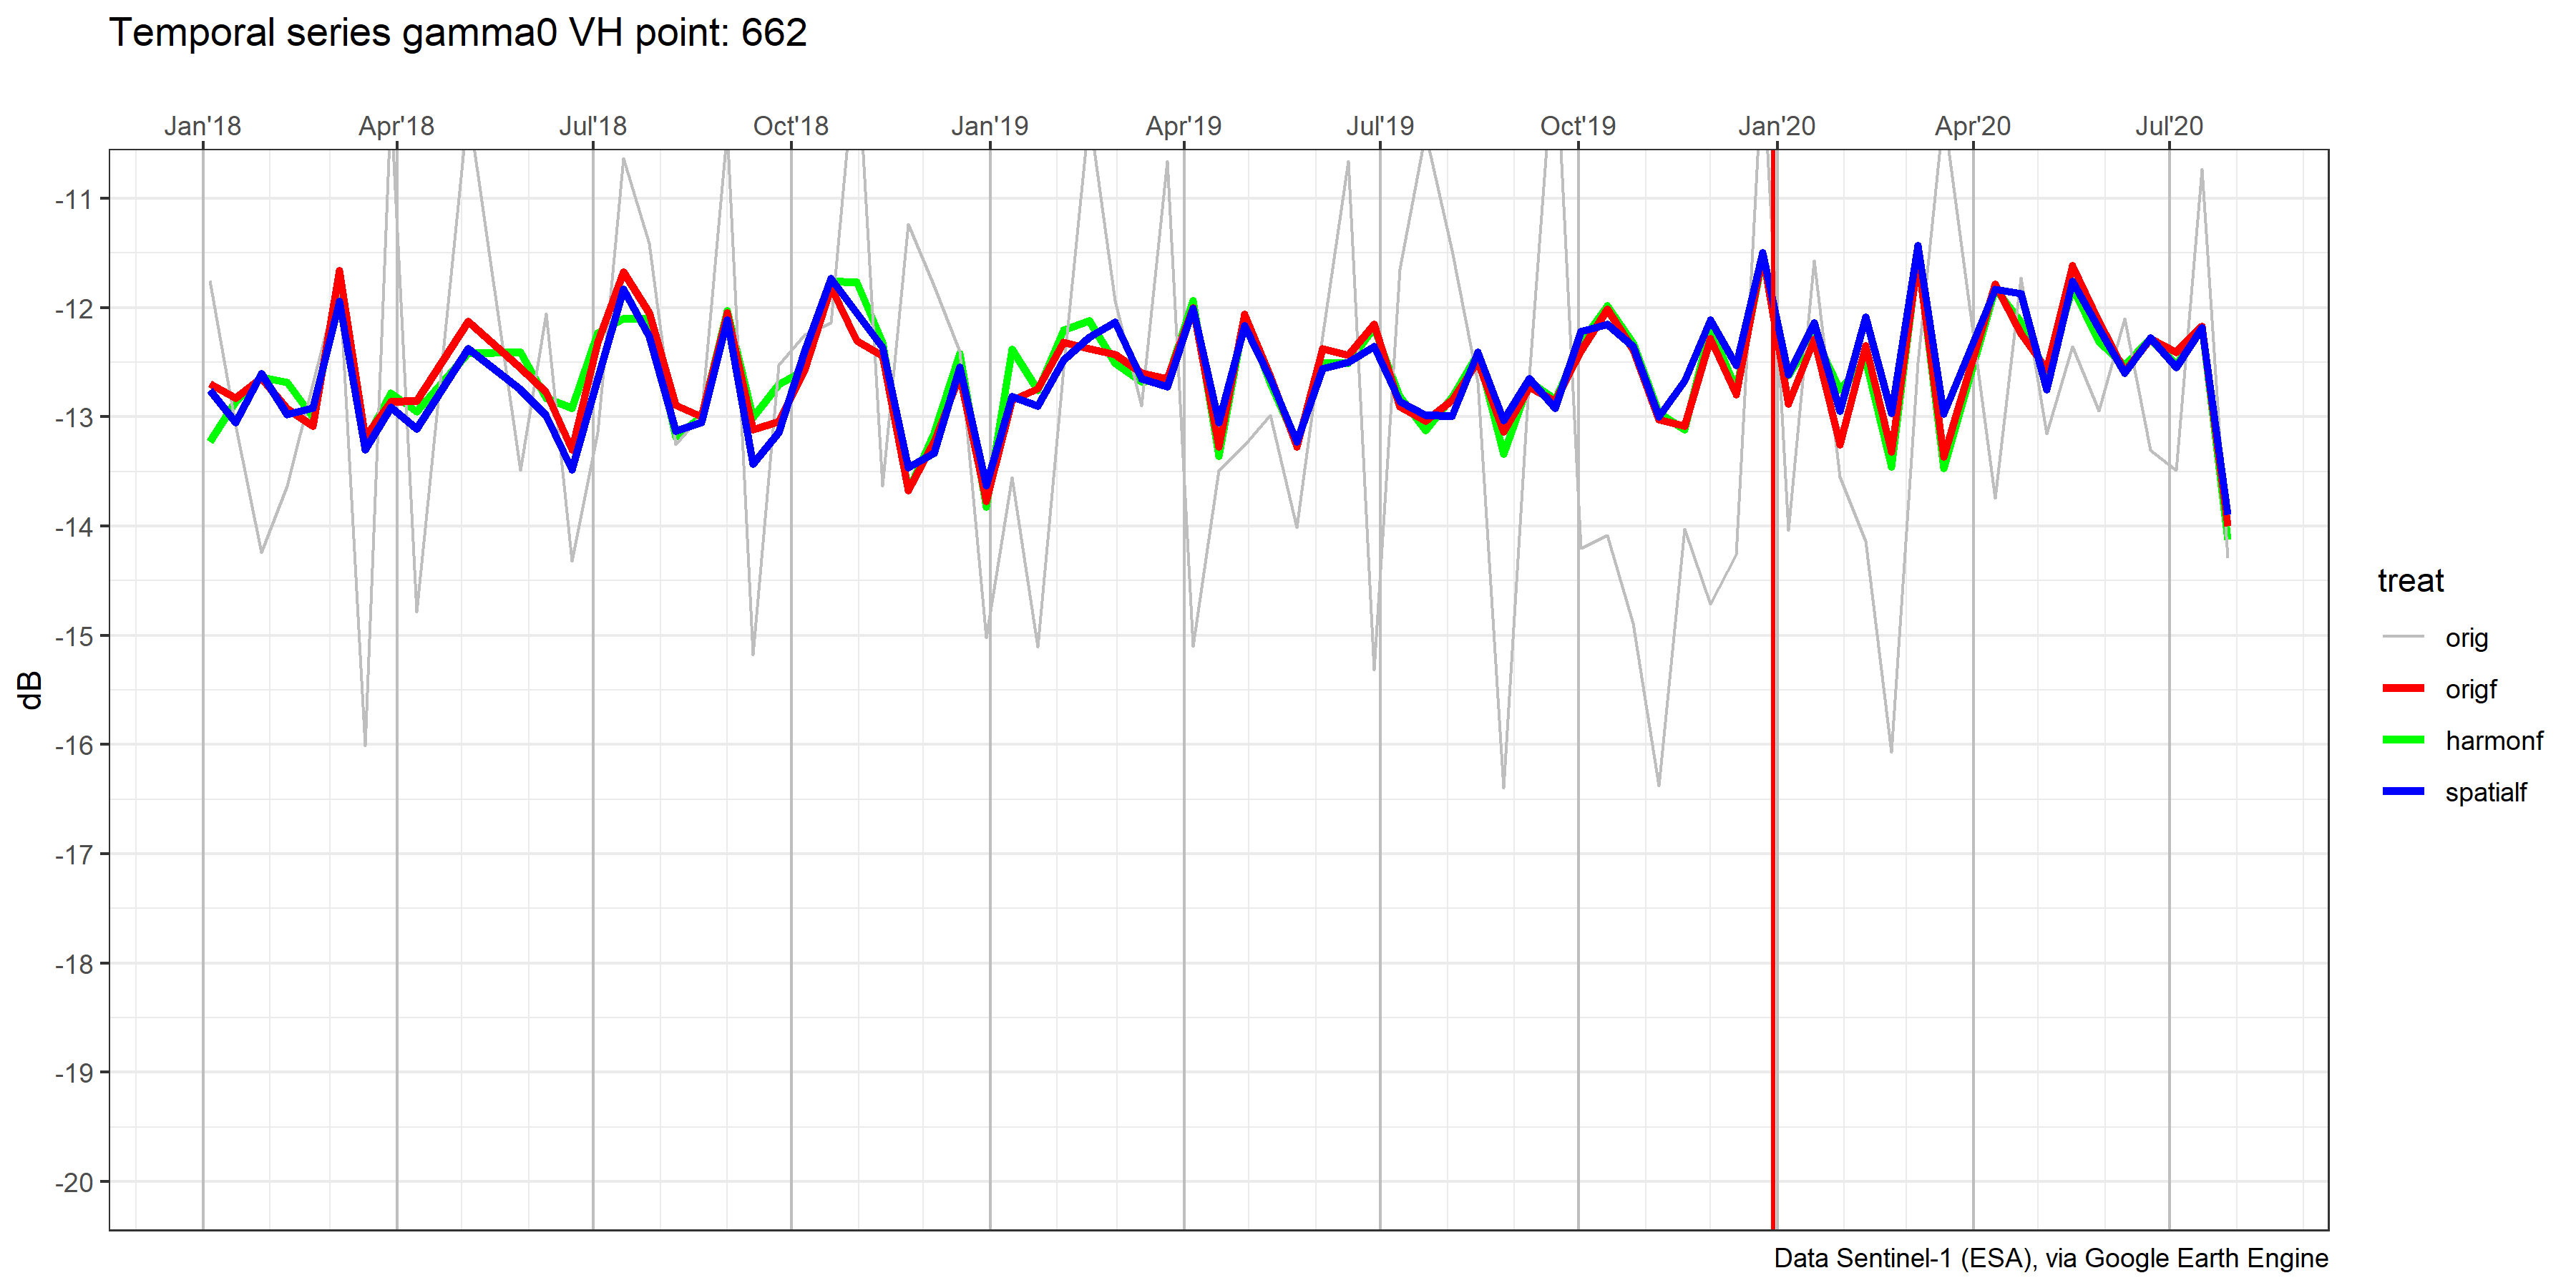 Temporal series gamma0 VH point: 662
Jan'18 Apr'18 Jul'18 Oct'18 Jan'19 Apr'19 Jul'19 Oct'19 Jan'20 Apr'20 Jul'20
-11
-12
-13
-14
-15
-16
-17
-18
-19
-20
dB
treat
orig
origf
harmonf
spatialf
Data Sentinel-1 (ESA), via Google Earth Engine